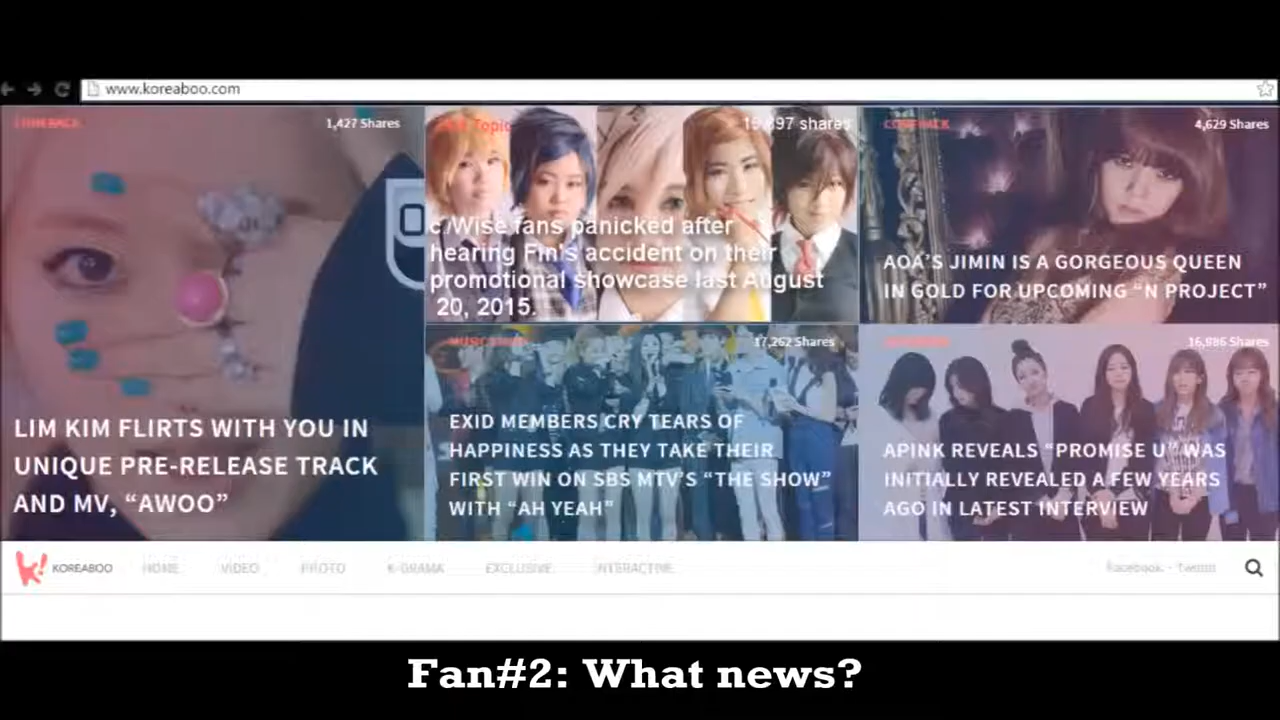 www.koreaboo.com
COMEBACK
1,427 Shares
LIM KIM FLIRTS WITH YOU IN
UNIQUE PRE-RELEASE TRACK
AND MV, “AWOO”
Topic
shares
c./Wise fans panicked after
hearing Fin's accident on their
promotional showcase last August
20, 2015.
COMEBACK
4,629 Shares
AOA’S JIMIN IS A GORGEOUS QUEEN
IN GOLD FOR UPCOMING “N PROJECT”
17,262 Shares
EXID MEMBERS CRY TEARS OF
HAPPINESS AS THEY TAKE THEIR
FIRST WIN ON SBS MTV’S “THE SHOW”
WITH “AH YEAH”
16,886 Shares
APINK REVEALS “PROMISE U” WAS
INITIALLY REVEALED A FEW YEARS
AGO IN LATEST INTERVIEW
k! KOREABOO HOME VIDEO PHOTO K-DRAMA EXCLUSIVE INTERACTIVE Facebook - Twitter
Fan#2: What news?